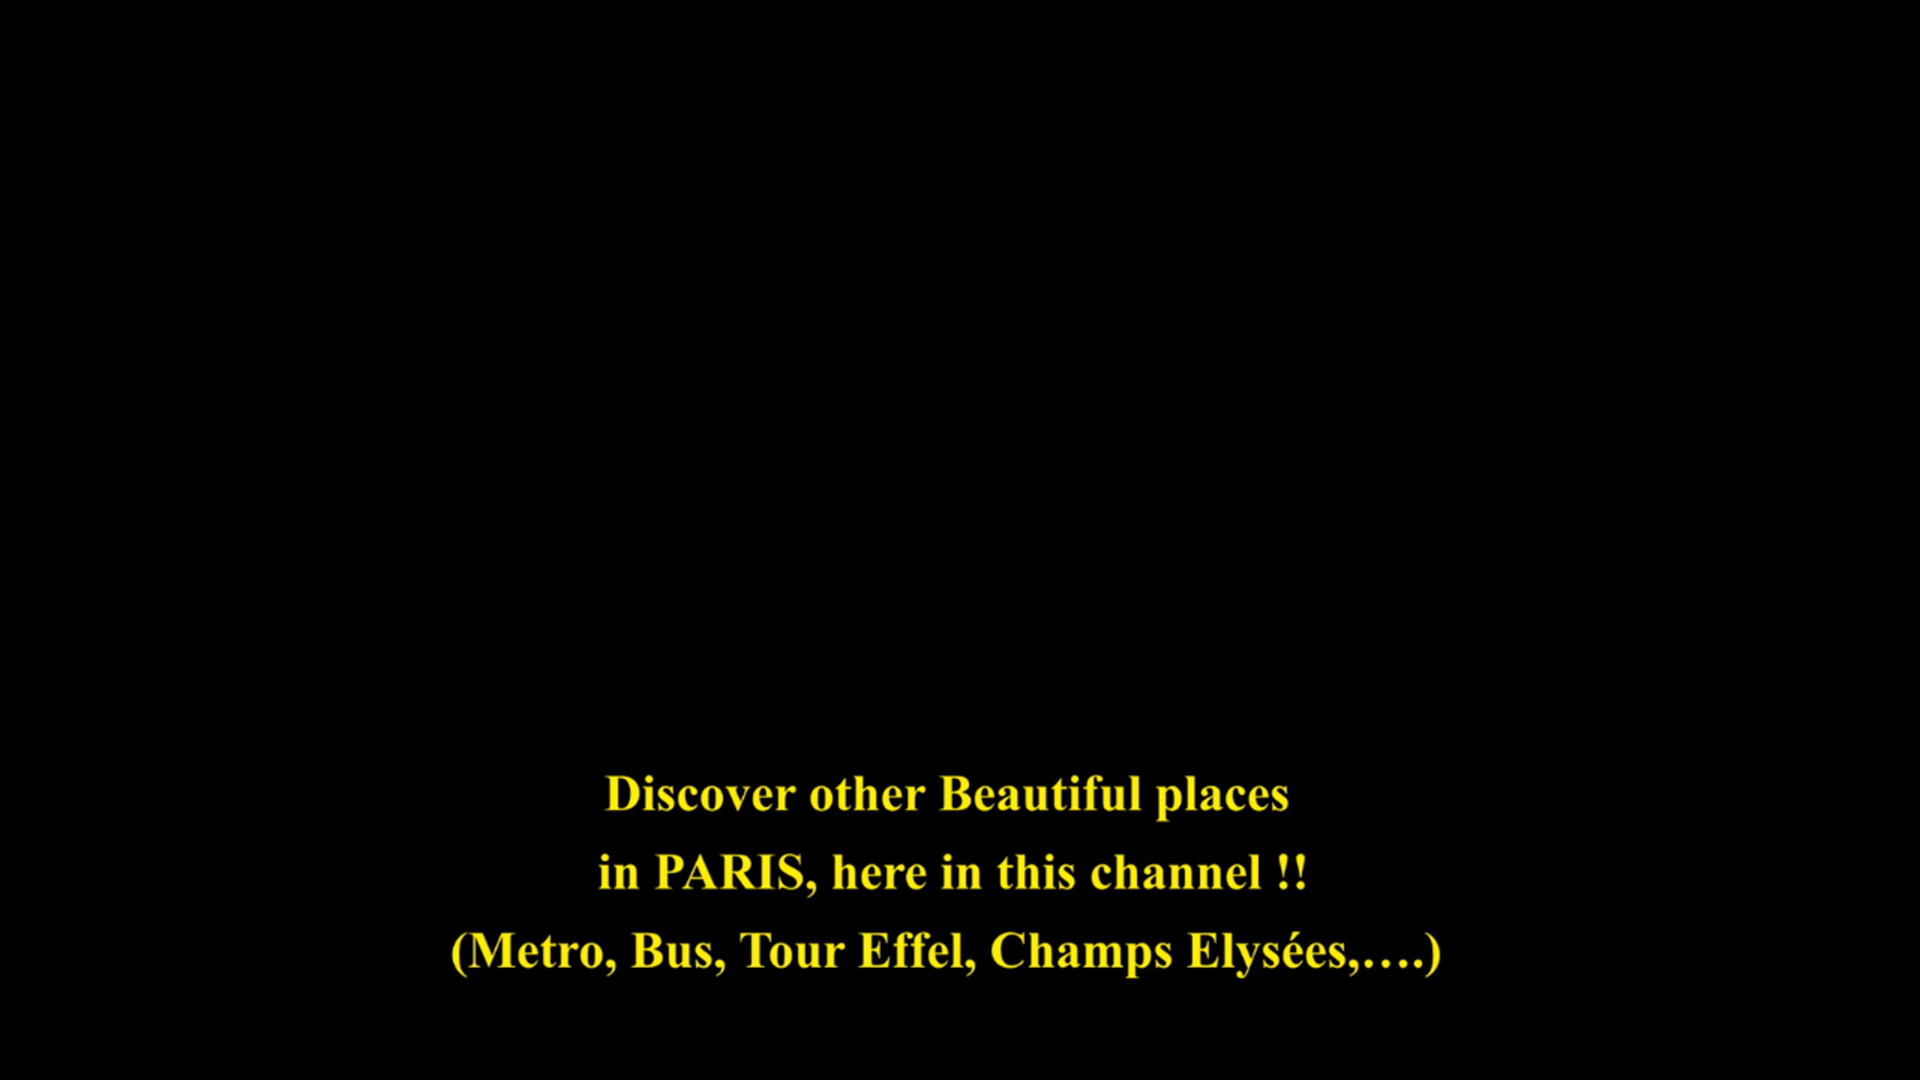 Discover other Beautiful places
in PARIS, here in this channel !!
(Metro, Bus, Tour Effel, Champs Elysées,….)